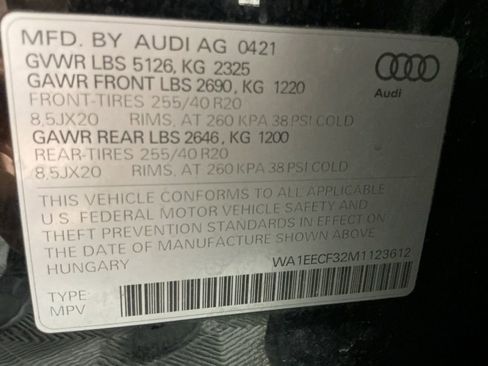 MFD. BY AUDI AG 0421
GVWR LBS 5126, KG 2325
GAWR FRONT LBS 2690, KG 1220
FRONT-TIRES 255/40 R20
8,5JX20 RIMS, AT 260 KPA 38 PSI COLD
GAWR REAR LBS 2646, KG 1200
REAR-TIRES 255/40 R20
8,5JX20 RIMS, AT 260 KPA 38 PSI COLD
Audi
THIS VEHICLE CONFORMS TO ALL APPLICABLE
U.S. FEDERAL MOTOR VEHICLE SAFETY AND
THEFT PREVENTION STANDARDS IN EFFECT ON
THE DATE OF MANUFACTURE SHOWN ABOVE.
HUNGARY WA1EECF32M1123612
TYPE:
MPV